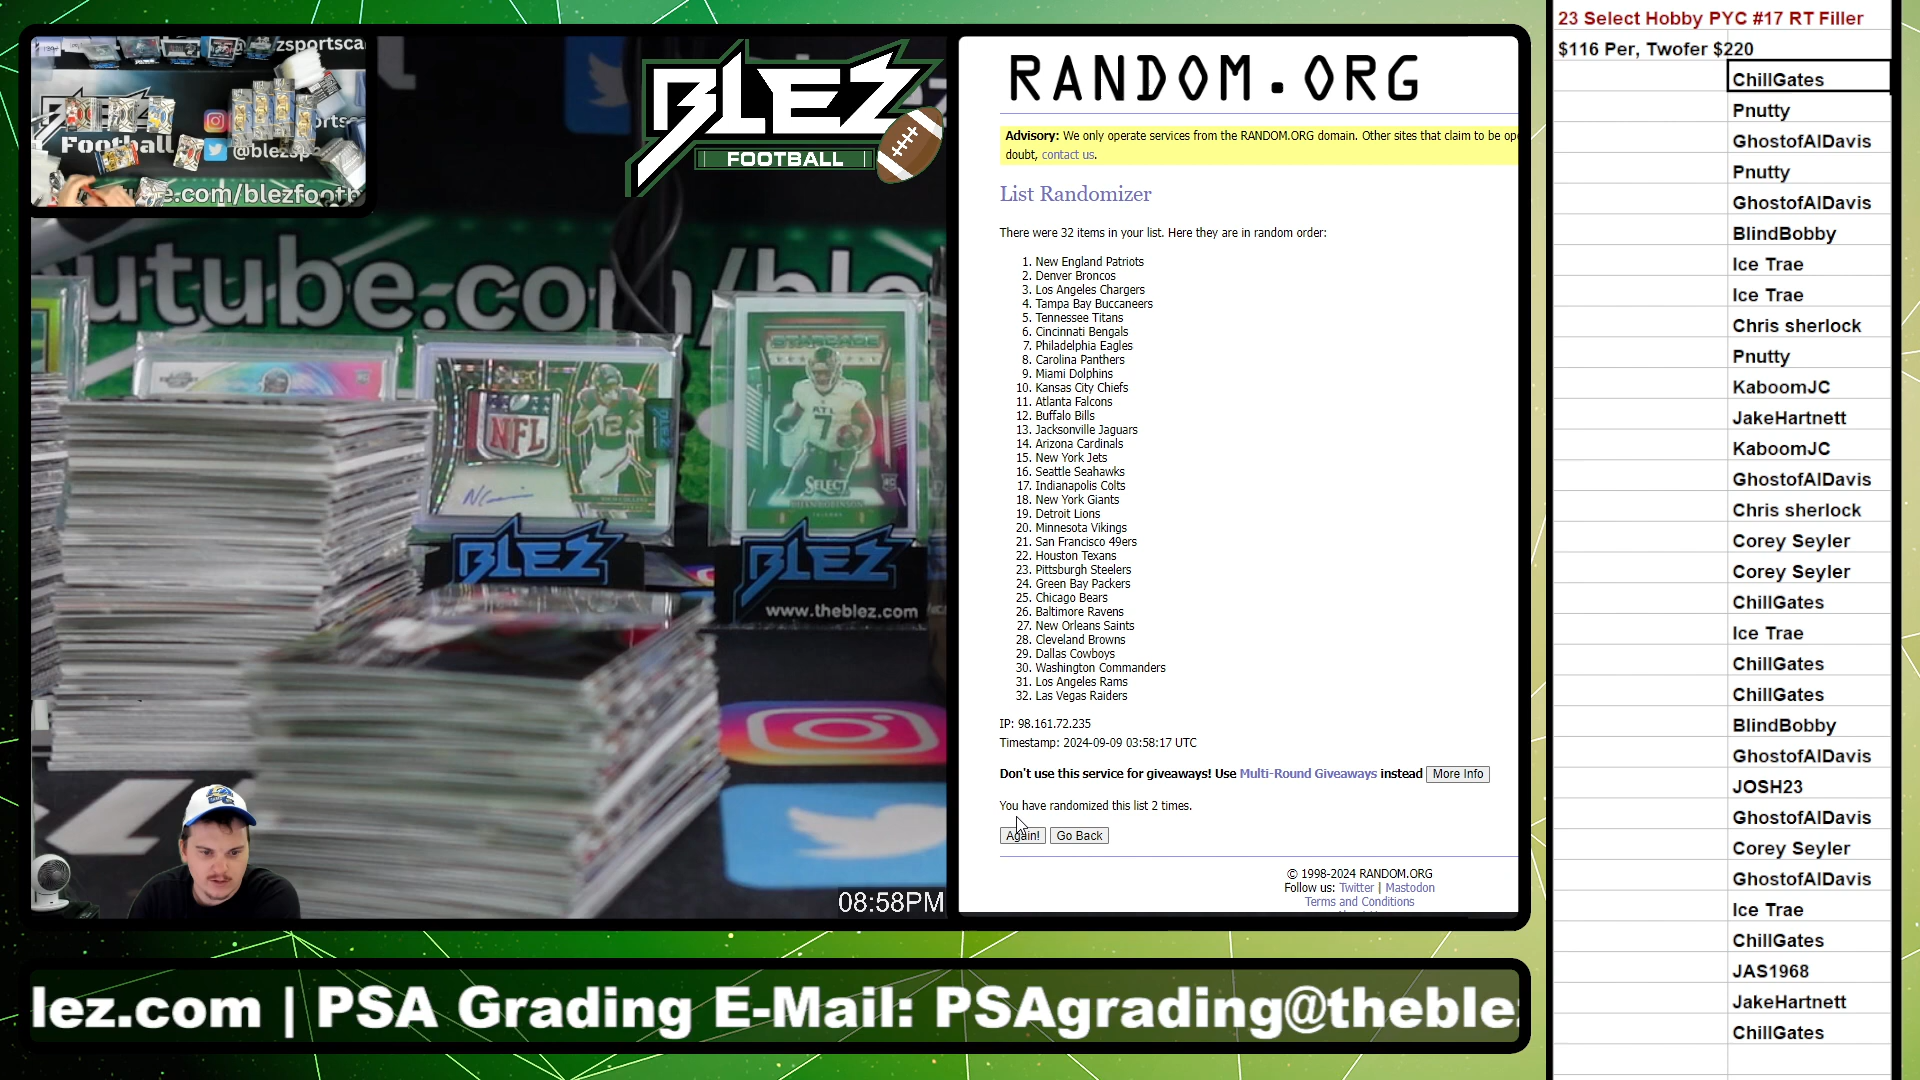 zsportsca
Football
@blezsp
e.com/blezfootb
BLEZ
FOOTBALL
utube.com/ble
NFL
12
BLEZ
ATL
7
SELECT
BLEZ
BLEZ
www.theblez.com
08:58PM
RANDOM.ORG
Advisory: We only operate services from the RANDOM.ORG domain. Other sites that claim to be ope
doubt, contact us.
List Randomizer
There were 32 items in your list. Here they are in random order:
1. New England Patriots
2. Denver Broncos
3. Los Angeles Chargers
4. Tampa Bay Buccaneers
5. Tennessee Titans
6. Cincinnati Bengals
7. Philadelphia Eagles
8. Carolina Panthers
9. Miami Dolphins
10. Kansas City Chiefs
11. Atlanta Falcons
12. Buffalo Bills
13. Jacksonville Jaguars
14. Arizona Cardinals
15. New York Jets
16. Seattle Seahawks
17. Indianapolis Colts
18. New York Giants
19. Detroit Lions
20. Minnesota Vikings
21. San Francisco 49ers
22. Houston Texans
23. Pittsburgh Steelers
24. Green Bay Packers
25. Chicago Bears
26. Baltimore Ravens
27. New Orleans Saints
28. Cleveland Browns
29. Dallas Cowboys
30. Washington Commanders
31. Los Angeles Rams
32. Las Vegas Raiders
IP: 98.161.72.235
Timestamp: 2024-09-09 03:58:17 UTC
Don't use this service for giveaways! Use Multi-Round Giveaways instead More Info
You have randomized this list 2 times.
Again! Go Back
© 1998-2024 RANDOM.ORG
Follow us: Twitter | Mastodon
Terms and Conditions
23 Select Hobby PYC #17 RT Filler
$116 Per, Twofer $220
ChillGates
Pnutty
GhostofAlDavis
Pnutty
GhostofAlDavis
BlindBobby
Ice Trae
Ice Trae
Chris sherlock
Pnutty
KaboomJC
JakeHartnett
KaboomJC
GhostofAlDavis
Chris sherlock
Corey Seyler
Corey Seyler
ChillGates
Ice Trae
ChillGates
ChillGates
BlindBobby
GhostofAlDavis
JOSH23
GhostofAlDavis
Corey Seyler
GhostofAlDavis
Ice Trae
ChillGates
JAS1968
JakeHartnett
ChillGates
lez.com | PSA Grading E-Mail: PSAgrading@theblez